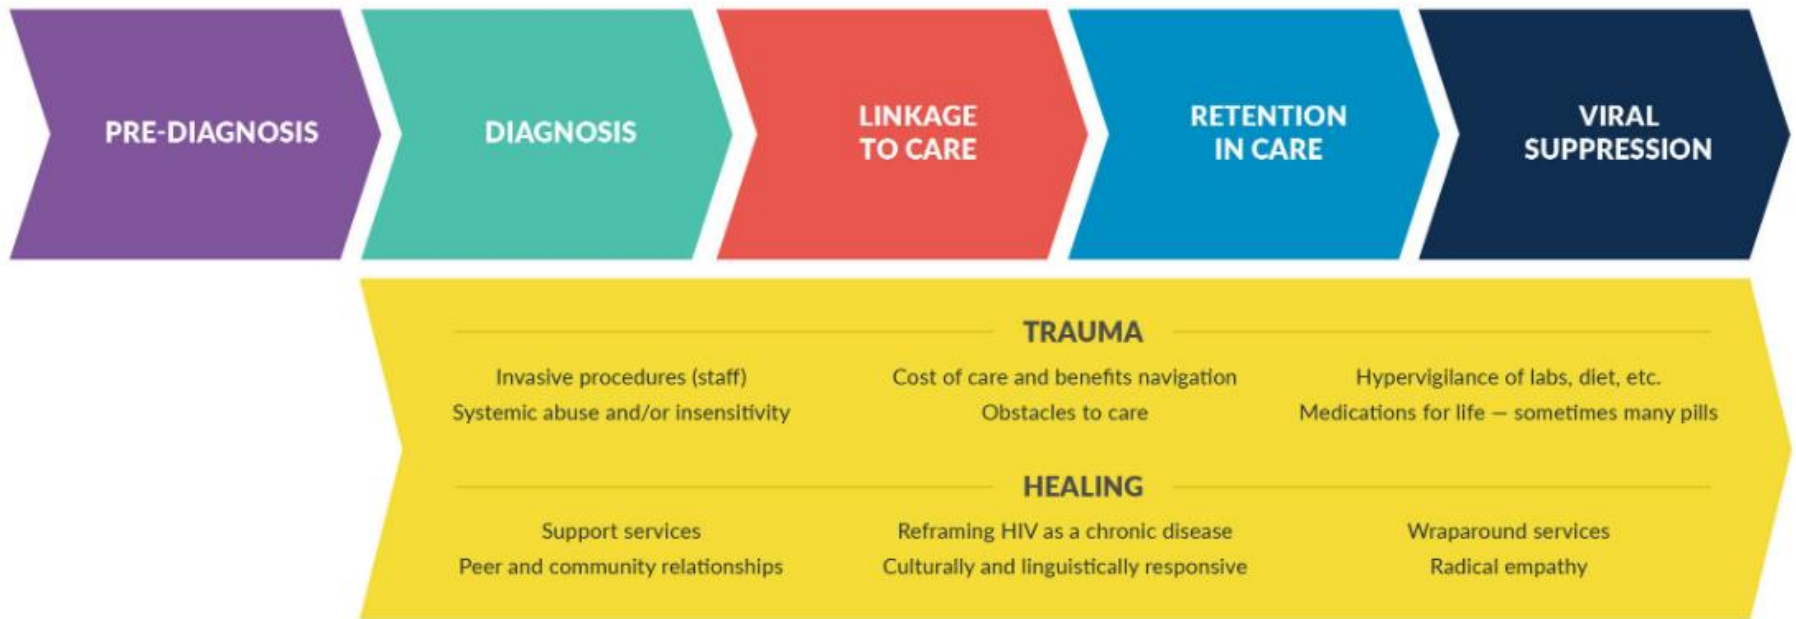 PRE-DIAGNOSIS
DIAGNOSIS
LINKAGE
TO CARE
RETENTION
IN CARE
VIRAL
SUPPRESSION
TRAUMA
Invasive procedures (staff)
Systemic abuse and/or insensitivity
Cost of care and benefits navigation
Obstacles to care
Hypervigilance of labs, diet, etc.
Medications for life — sometimes many pills
HEALING
Support services
Peer and community relationships
Reframing HIV as a chronic disease
Culturally and linguistically responsive
Wraparound services
Radical empathy